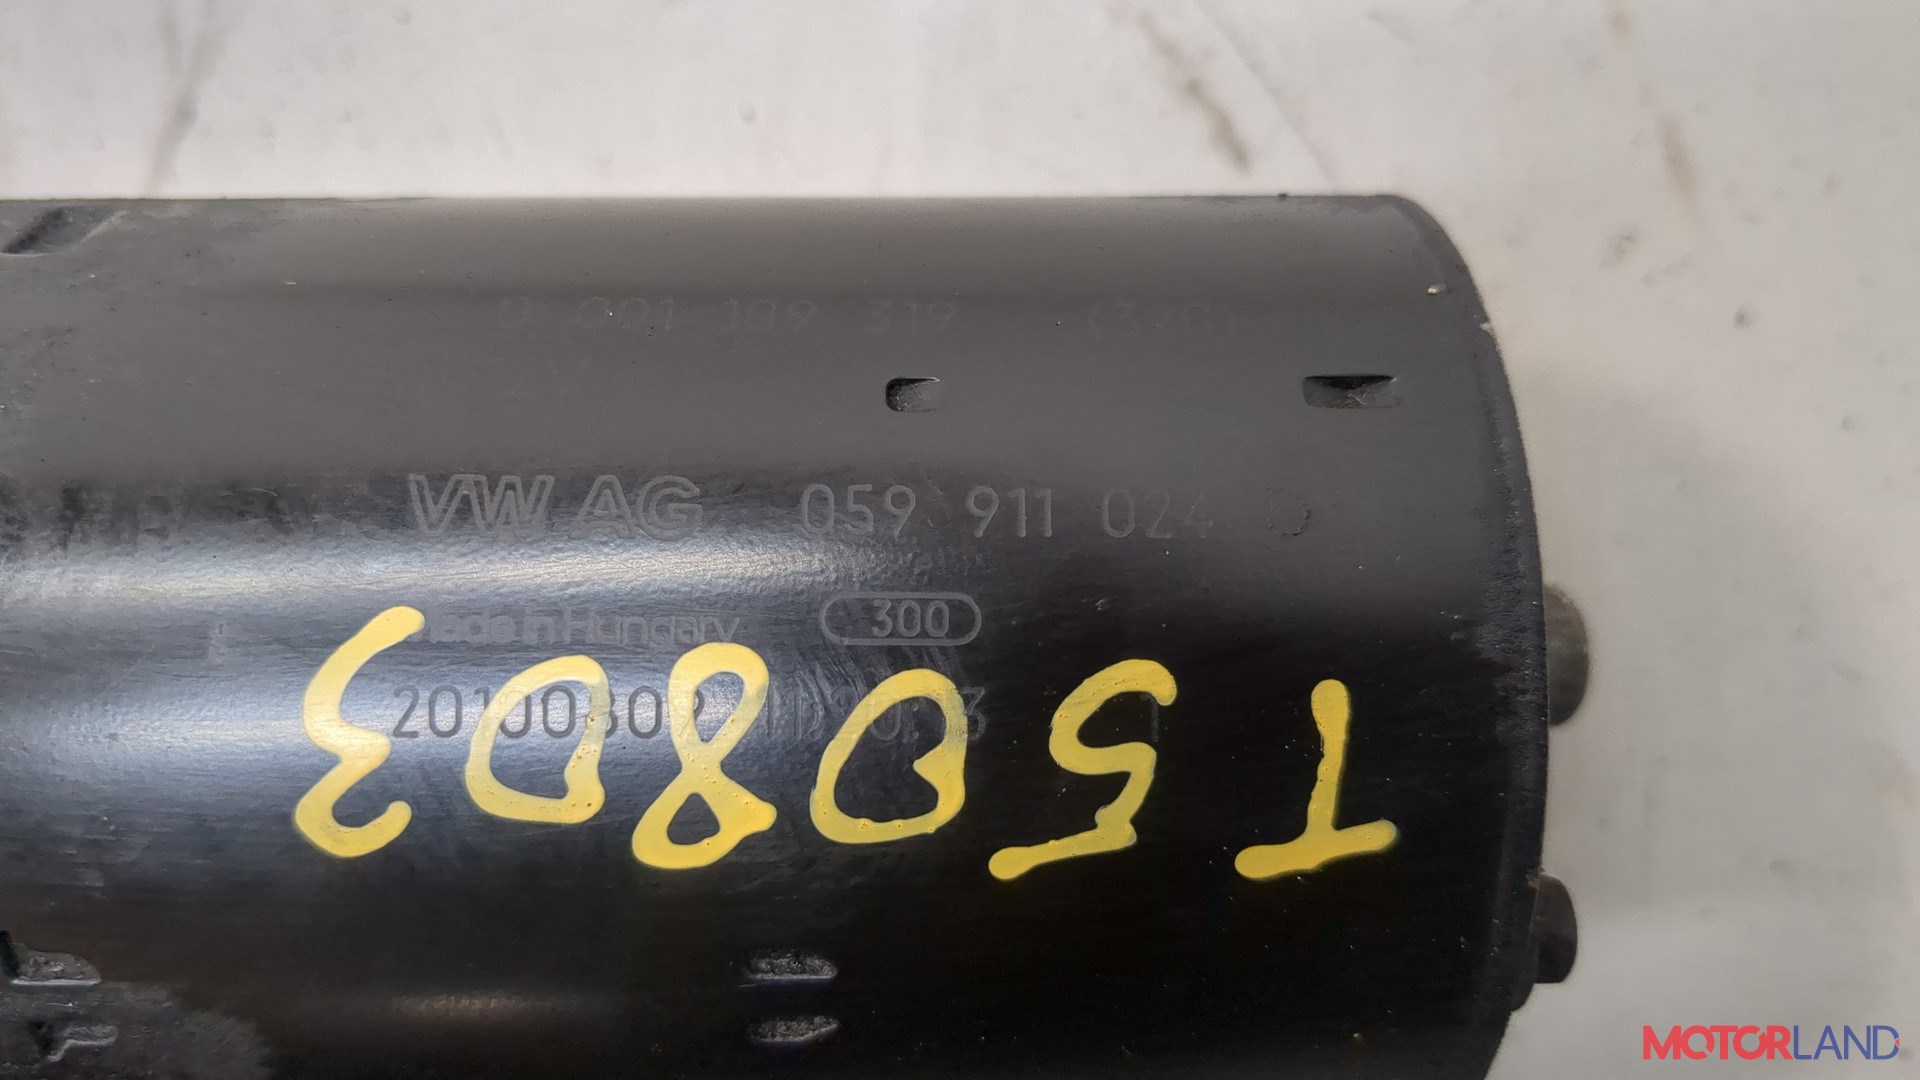 0 001 109 319
VW AG 059 911 024
Made in Hungary 300
T50803
MOTORLAND